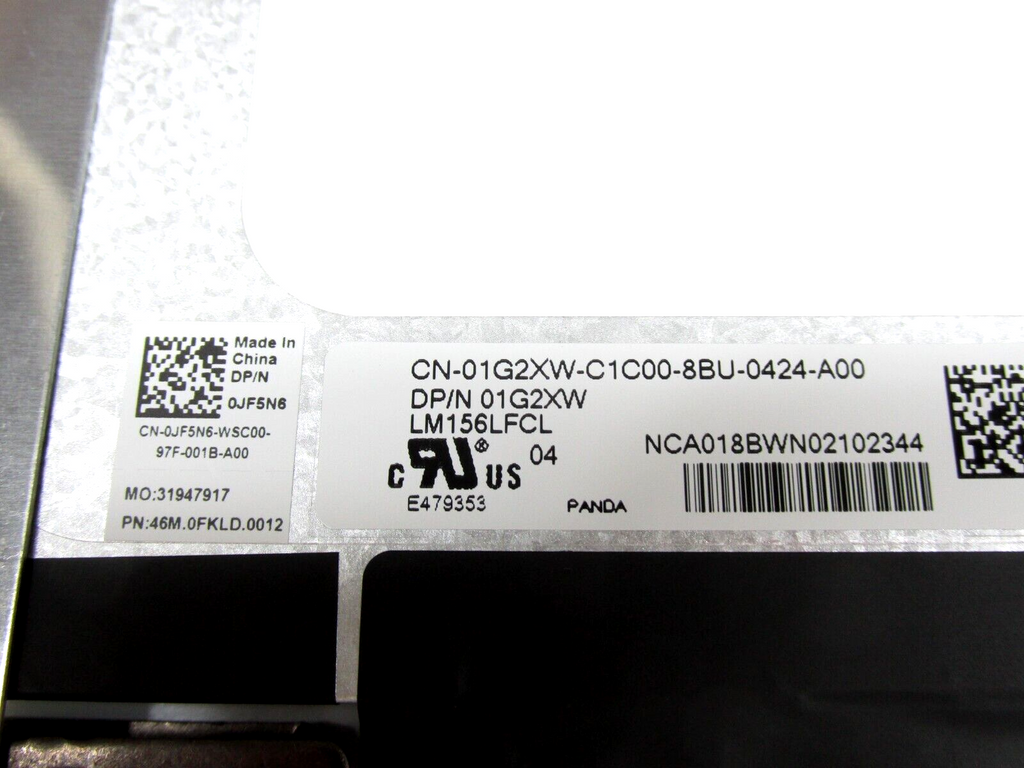 Made In
China
DP/N
0JF5N6
CN-0JF5N6-WSC00-
97F-001B-A00
MO:31947917
PN:46M.0FKLD.0012
CN-01G2XW-C1C00-8BU-0424-A00
DP/N 01G2XW
LM156LFCL
C RU ® US 04
E479353
PANDA
NCA018BWN02102344